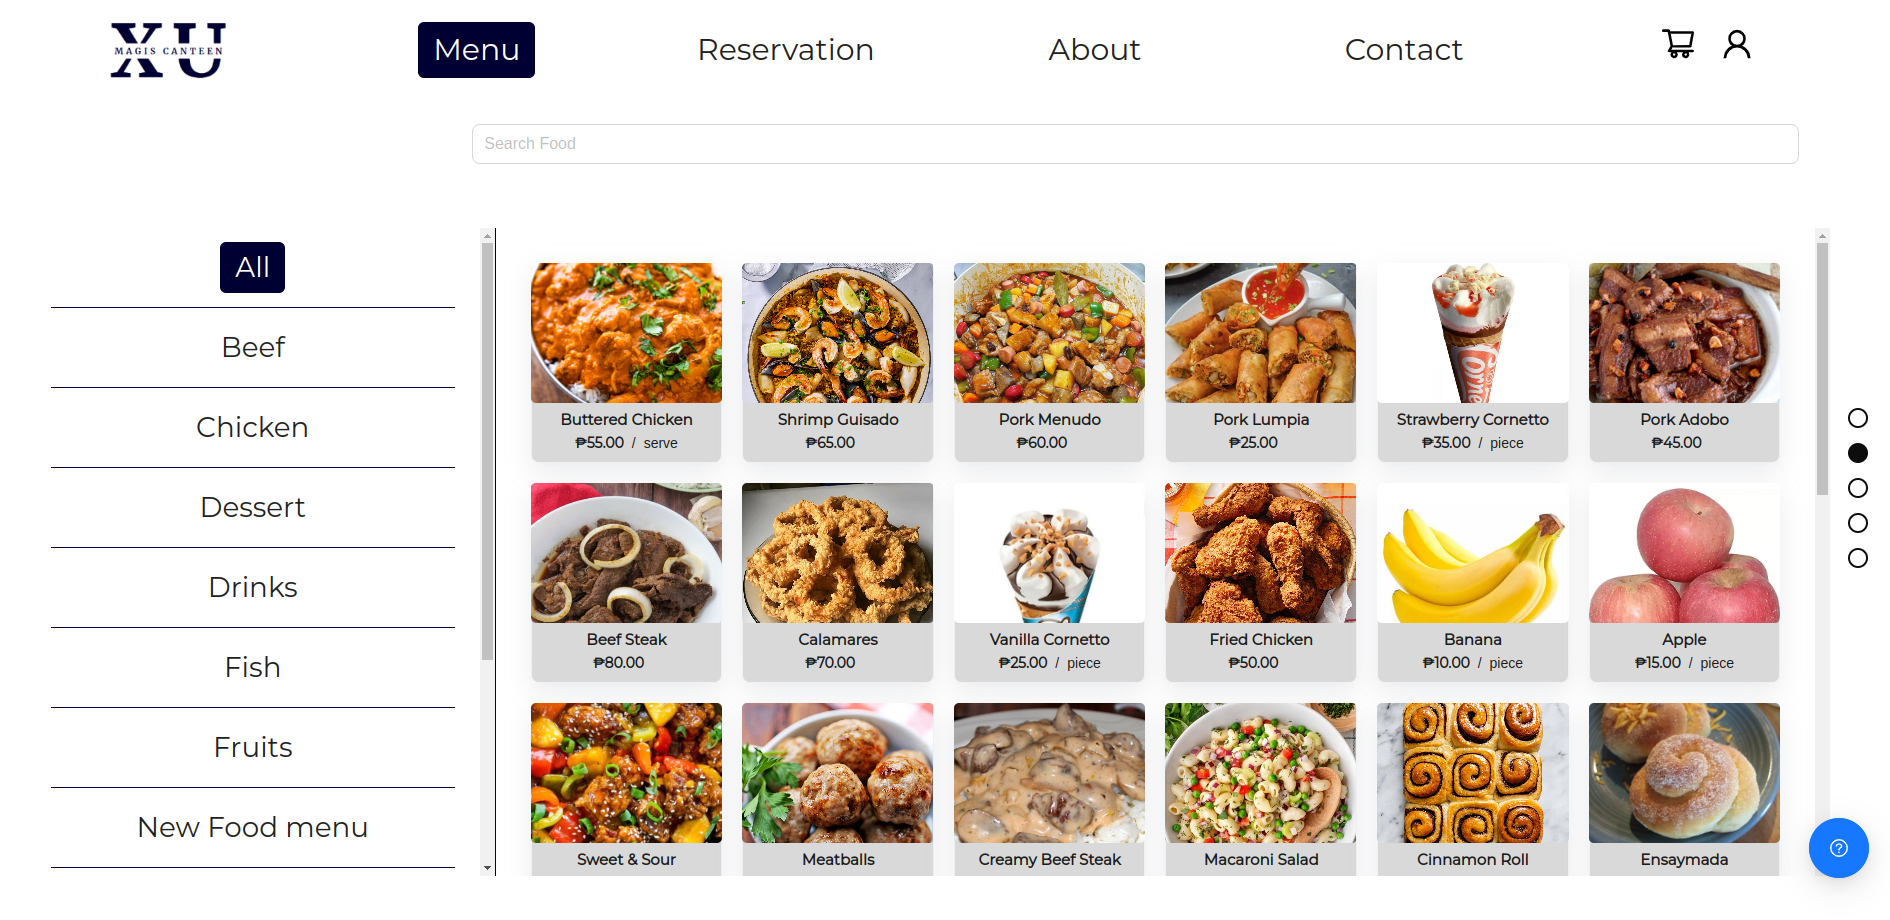 XU
MAGIS CANTEEN
Menu
Reservation
About
Contact
Search Food
All
Beef
Chicken
Dessert
Drinks
Fish
Fruits
New Food menu
Buttered Chicken
₱55.00 / serve
Shrimp Guisado
₱65.00
Pork Menudo
₱60.00
Pork Lumpia
₱25.00
Strawberry Cornetto
₱35.00 / piece
Pork Adobo
₱45.00
Beef Steak
₱80.00
Calamares
₱70.00
Vanilla Cornetto
₱25.00 / piece
Fried Chicken
₱50.00
Banana
₱10.00 / piece
Apple
₱15.00 / piece
Sweet & Sour
Meatballs
Creamy Beef Steak
Macaroni Salad
Cinnamon Roll
Ensaymada